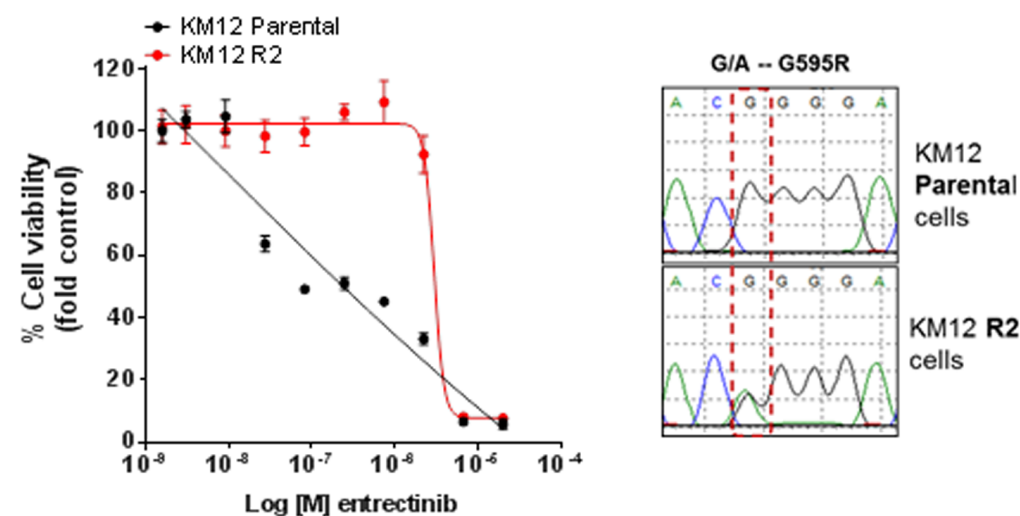 KM12 Parental
KM12 R2
120
100
80
60
40
20
0
% Cell viability
(fold control)
10-9
10-8
10-7
10-6
10-5
10-4
Log [M] entrectinib
G/A -- G595R
A C G G G G A
KM12
Parental
cells
A C G G G G A
KM12 R2
cells